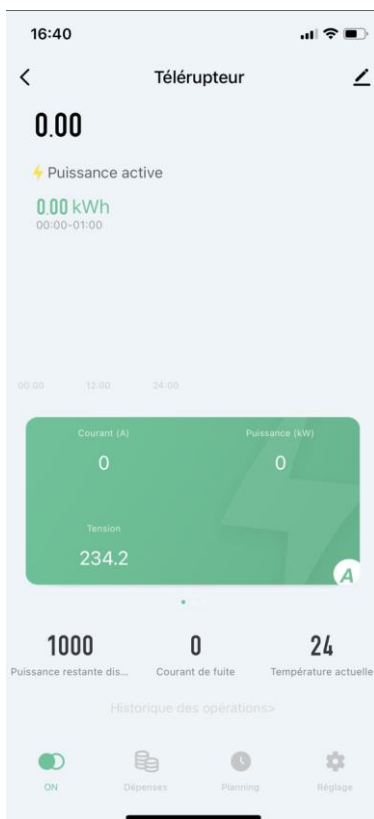 16:40
Télérupteur
0.00
Puissance active
0.00 kWh
00:00-01:00
00:00 12:00 24:00
Courant (A) Puissance (kW)
0 0
Tension
234.2
A
1000 0 24
Puissance restante dis... Courant de fuite Température actuelle
Historique des opérations>
ON Dépenses Planning Réglage